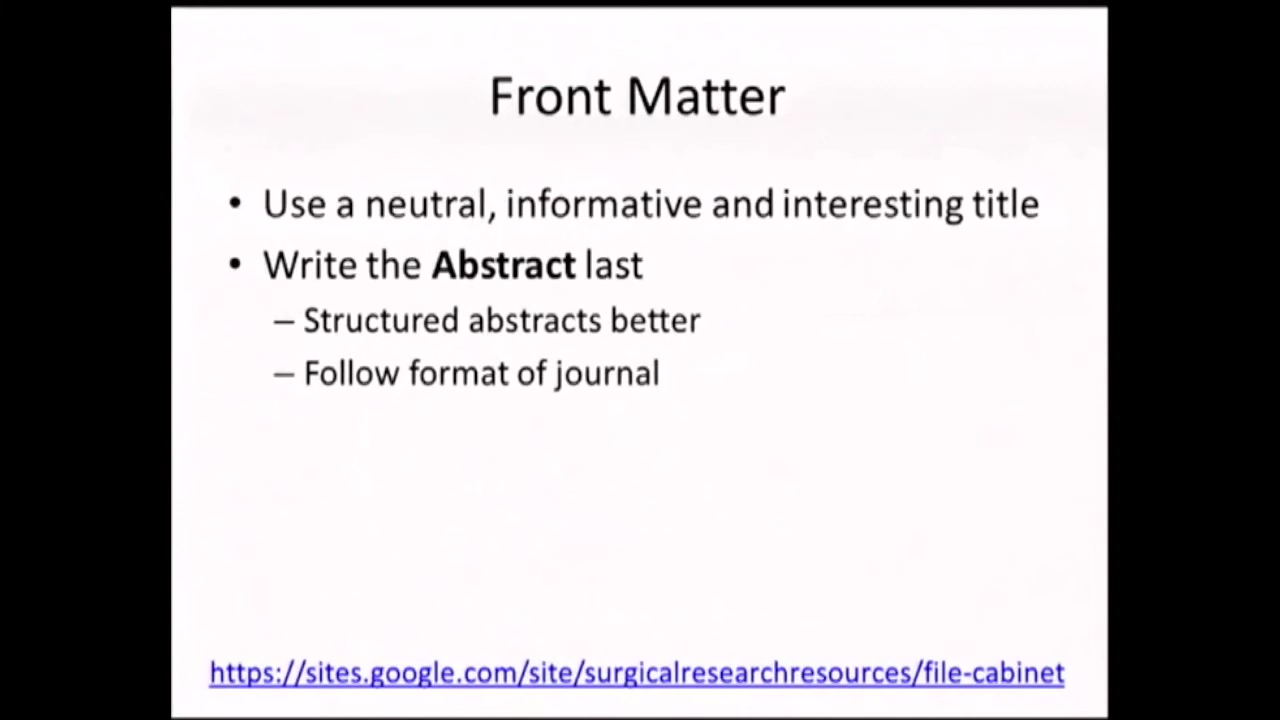 Front Matter
• Use a neutral, informative and interesting title
• Write the Abstract last
– Structured abstracts better
– Follow format of journal
https://sites.google.com/site/surgicalresearchresources/file-cabinet